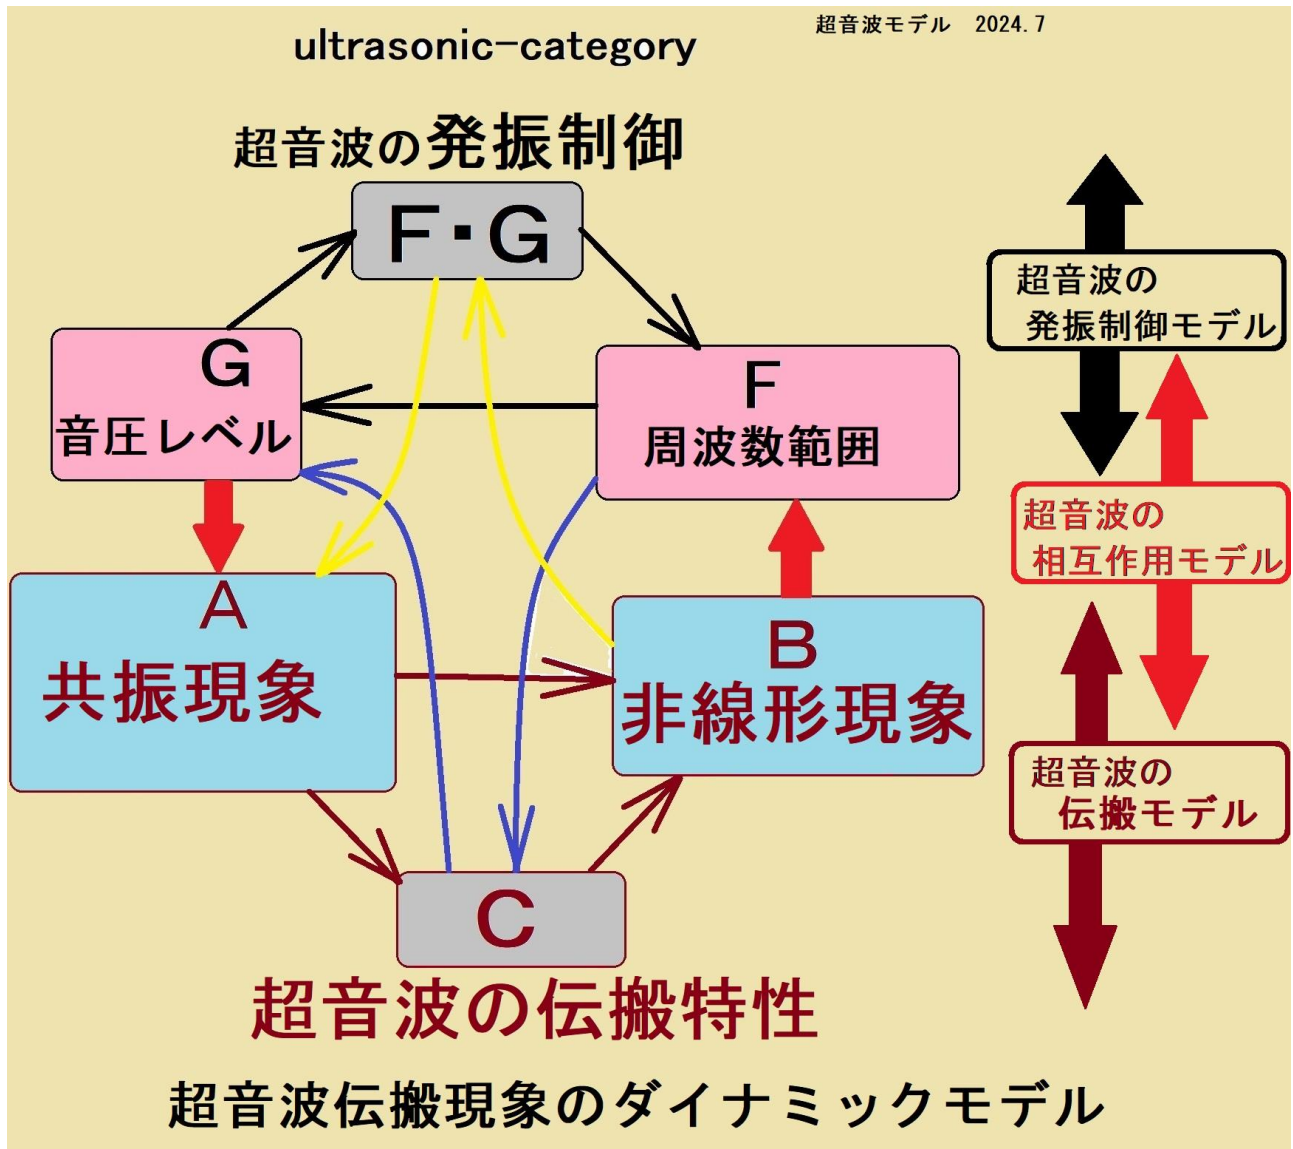 超音波モデル 2024.7
ultrasonic-category
超音波の発振制御
F・G
G
音圧レベル
F
周波数範囲
A
共振現象
B
非線形現象
C
超音波の伝搬特性
超音波伝搬現象のダイナミックモデル
超音波の
発振制御モデル
超音波の
相互作用モデル
超音波の
伝搬モデル